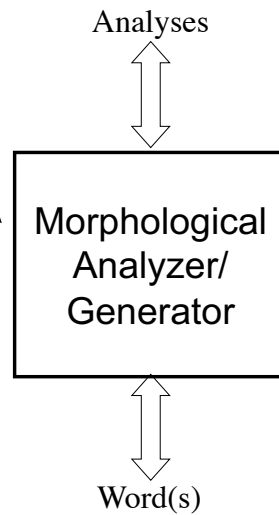 Analyses
Morphological
Analyzer/
Generator
Word(s)